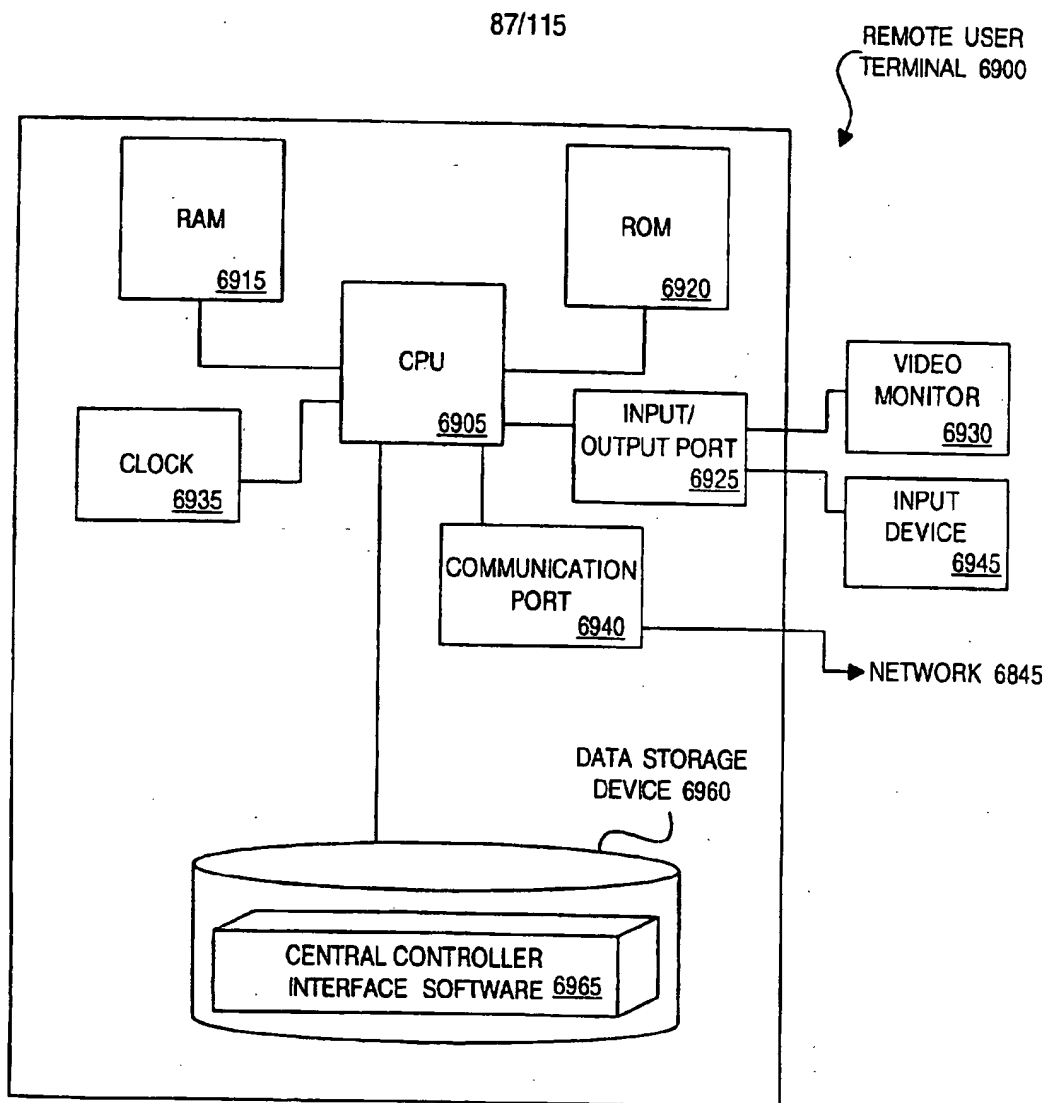 87/115
REMOTE USER
TERMINAL 6900
RAM
6915
ROM
6920
CPU
6905
CLOCK
6935
INPUT/
OUTPUT PORT
6925
VIDEO
MONITOR
6930
INPUT
DEVICE
6945
COMMUNICATION
PORT
6940
NETWORK 6845
DATA STORAGE
DEVICE 6960
CENTRAL CONTROLLER
INTERFACE SOFTWARE 6965